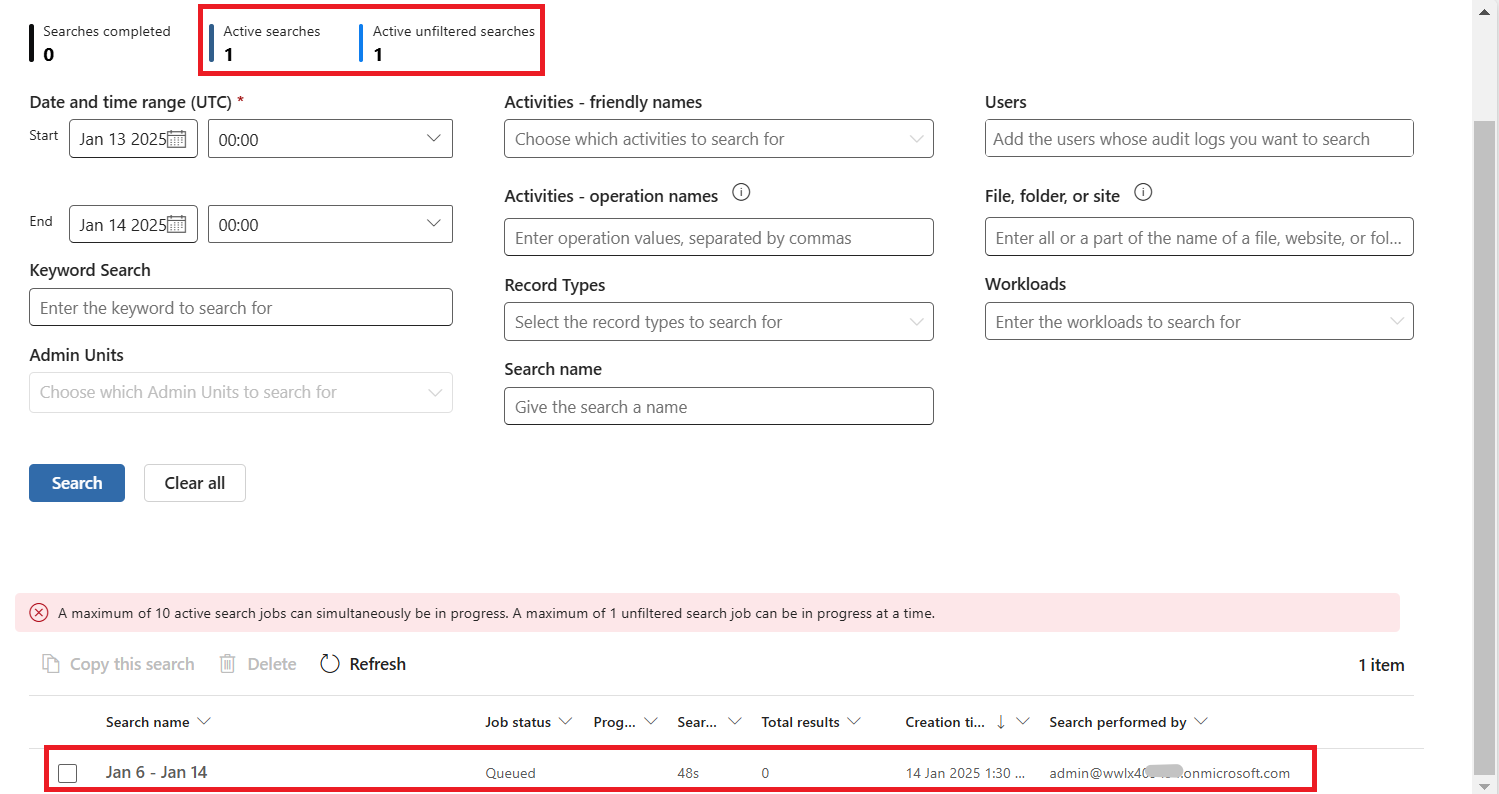 Searches completed
0
Active searches
1
Active unfiltered searches
1
Date and time range (UTC) *
Start
Jan 13 2025
00:00
End
Jan 14 2025
00:00
Keyword Search
Enter the keyword to search for
Admin Units
Choose which Admin Units to search for
Activities - friendly names
Choose which activities to search for
Activities - operation names
Enter operation values, separated by commas
Record Types
Select the record types to search for
Search name
Give the search a name
Users
Add the users whose audit logs you want to search
File, folder, or site
Enter all or a part of the name of a file, website, or fol...
Workloads
Enter the workloads to search for
Search
Clear all
A maximum of 10 active search jobs can simultaneously be in progress. A maximum of 1 unfiltered search job can be in progress at a time.
Copy this search
Delete
Refresh
1 item
Search name Job status Prog... Sear... Total results Creation ti... Search performed by
Jan 6 - Jan 14 Queued 48s 0 14 Jan 2025 1:30 ... .onmicrosoft.com